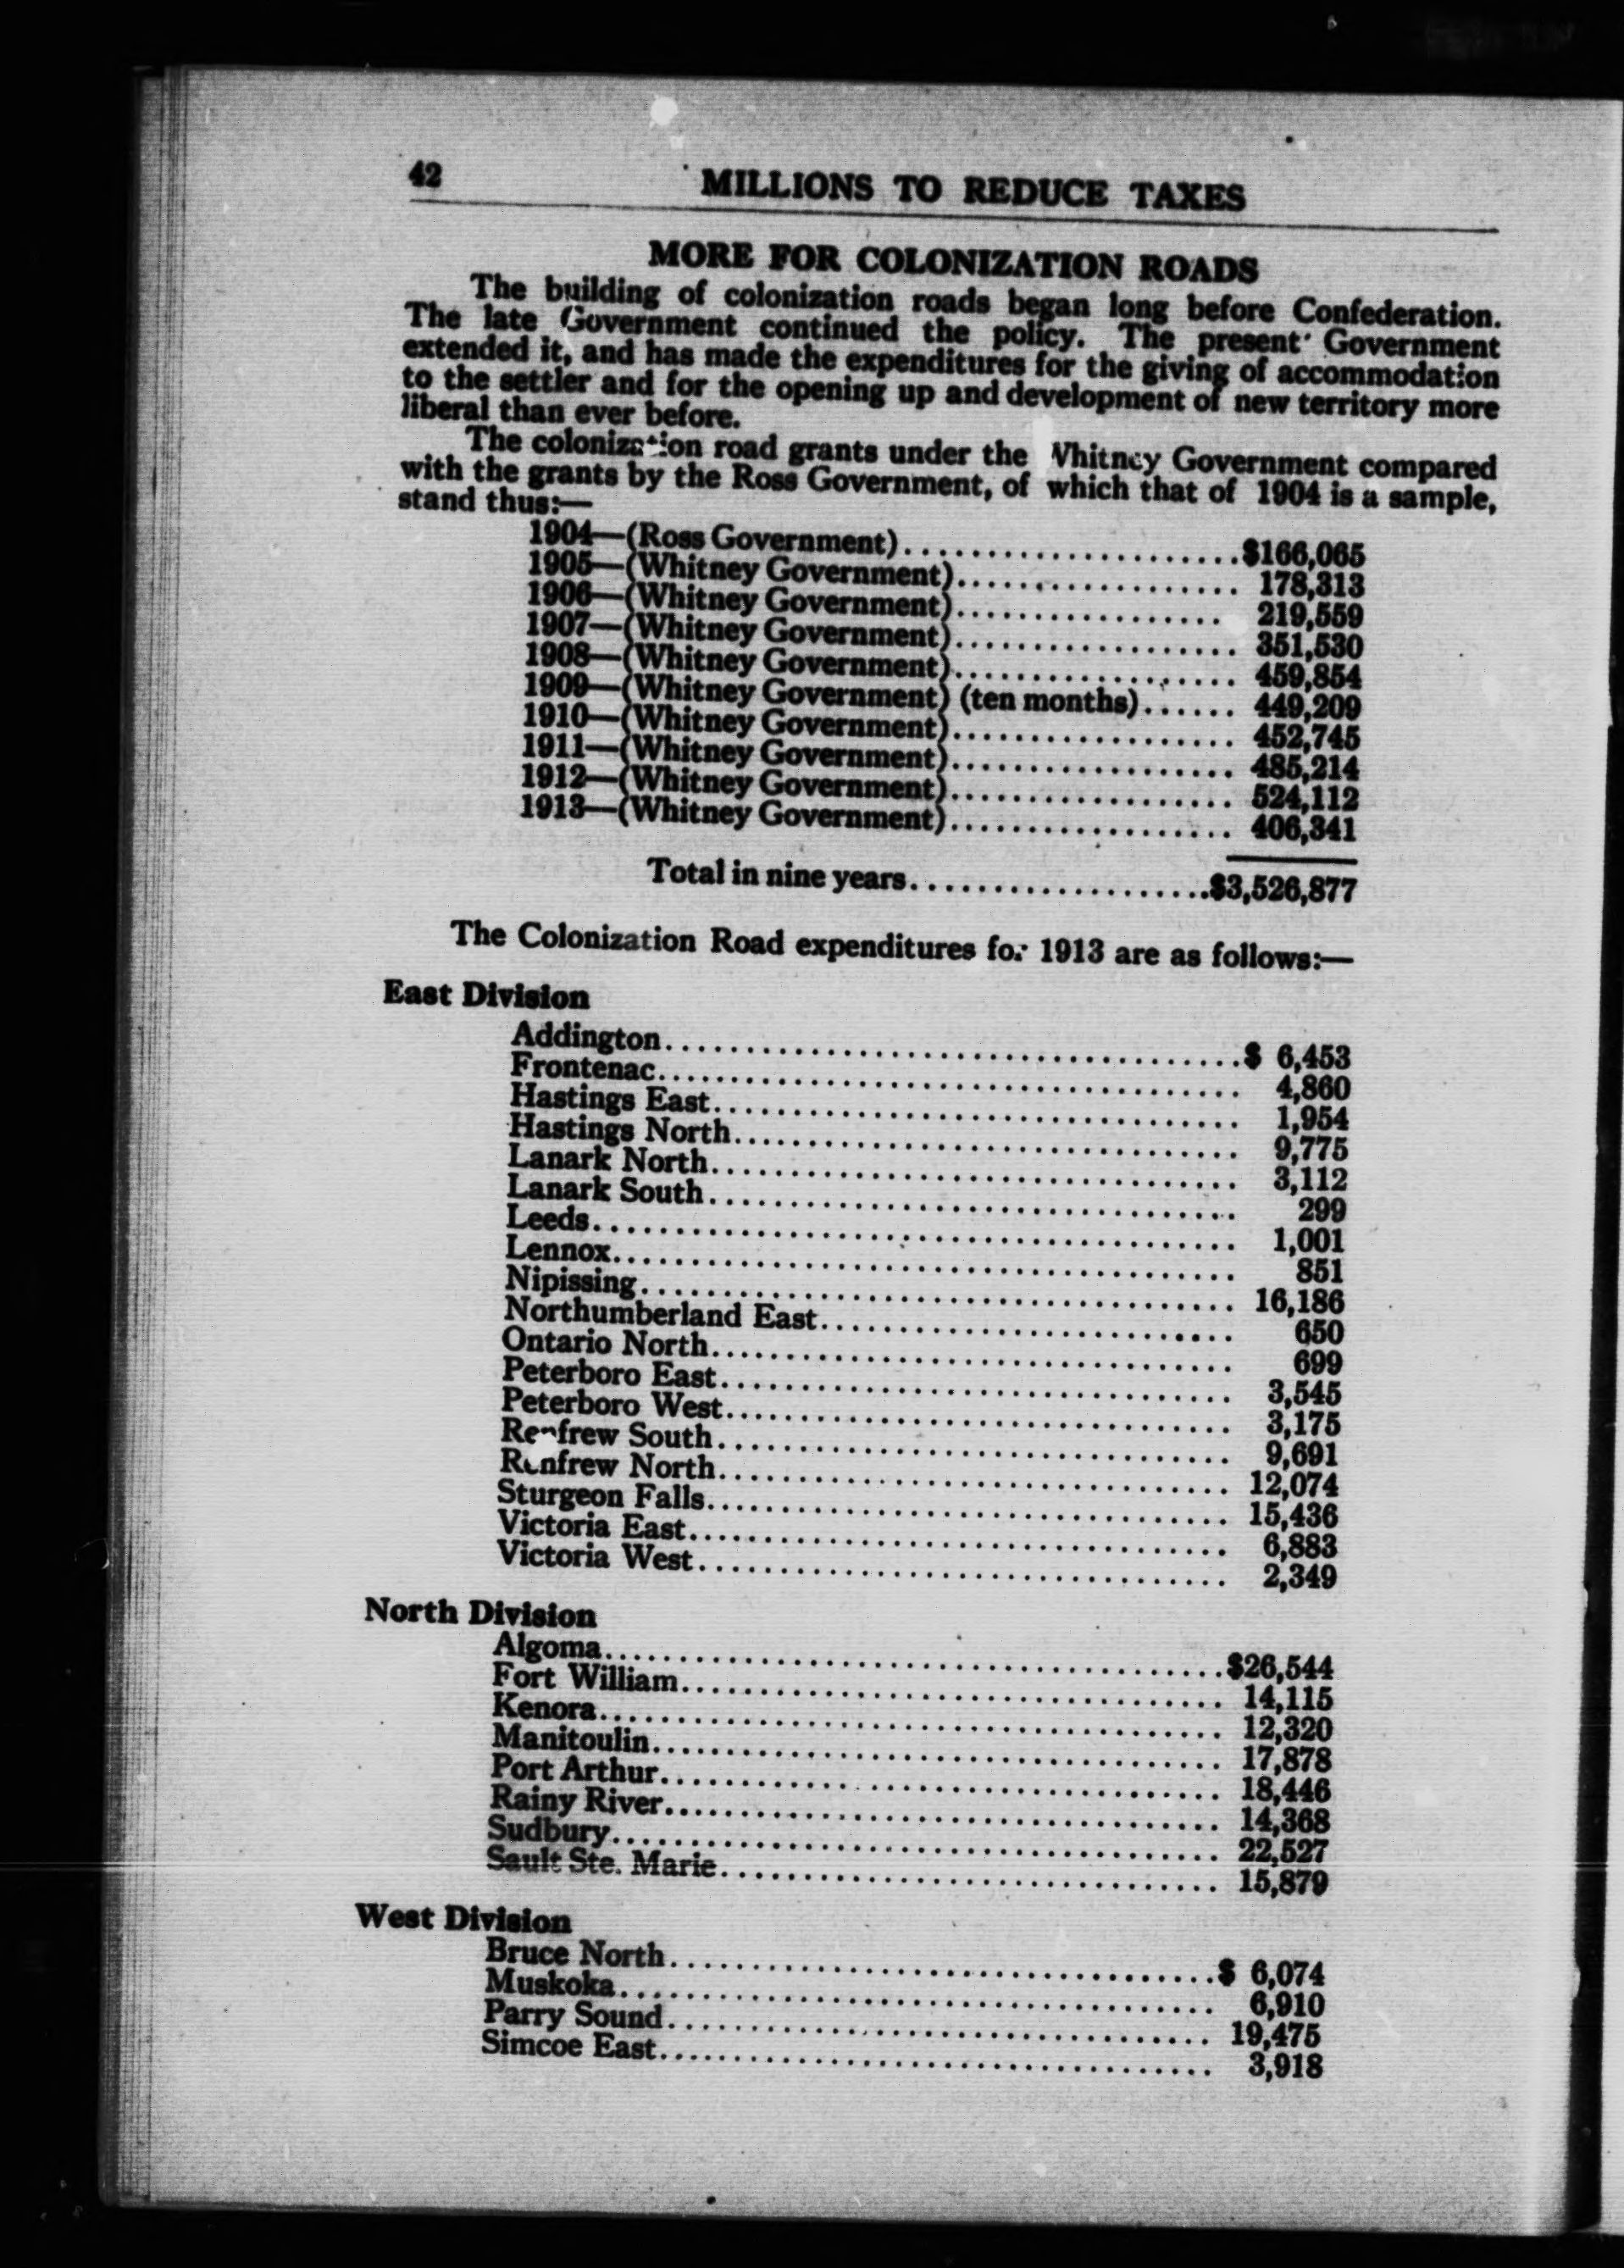 42 MILLIONS TO REDUCE TAXES
MORE FOR COLONIZATION ROADS
The building of colonization roads began long before Confederation.
The late Government continued the policy. The present Government
extended it, and has made the expenditures for the giving of accommodation
to the settler and for the opening up and development of new territory more
liberal than ever before.
The colonization road grants under the Whitney Government compared
with the grants by the Ross Government, of which that of 1904 is a sample,
stand thus:—
1904—(Ross Government)......................$166,065
1905—(Whitney Government)................... 178,313
1906—(Whitney Government).................. 219,559
1907—(Whitney Government)................... 351,530
1908—(Whitney Government)................... 459,854
1909—(Whitney Government) (ten months)...... 449,209
1910—(Whitney Government)................... 452,745
1911—(Whitney Government)................... 485,214
1912—(Whitney Government)................... 524,112
1913—(Whitney Government)................... 406,341
Total in nine years....................$3,526,877
The Colonization Road expenditures for 1913 are as follows:—
East Division
Addington......................................$ 6,453
Frontenac...................................... 4,860
Hastings East.................................. 1,954
Hastings North................................. 9,775
Lanark North................................... 3,112
Lanark South................................... 299
Leeds.......................................... 1,001
Lennox......................................... 851
Nipissing...................................... 16,186
Northumberland East........................... 650
Ontario North.................................. 699
Peterboro East................................. 3,545
Peterboro West................................. 3,175
Renfrew South.................................. 9,691
Renfrew North.................................. 12,074
Sturgeon Falls.................................. 15,436
Victoria East................................... 6,883
Victoria West................................... 2,349
North Division
Algoma.........................................$26,544
Fort William.................................... 14,115
Kenora......................................... 12,320
Manitoulin...................................... 17,878
Port Arthur..................................... 18,446
Rainy River..................................... 14,368
Sudbury........................................ 22,527
Sault Ste. Marie................................. 15,879
West Division
Bruce North....................................$ 6,074
Muskoka....................................... 6,910
Parry Sound.................................... 19,475
Simcoe East.................................... 3,918